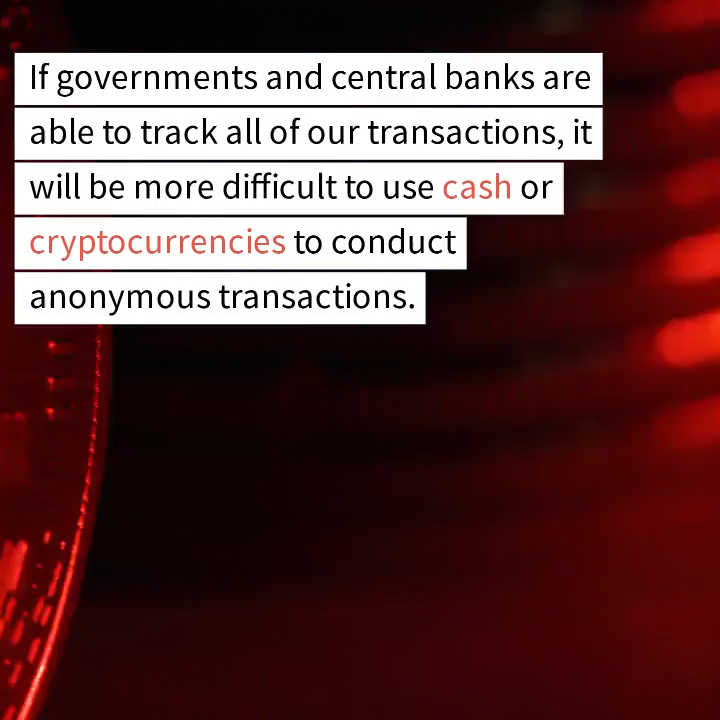 If governments and central banks are
able to track all of our transactions, it
will be more difficult to use cash or
cryptocurrencies to conduct
anonymous transactions.